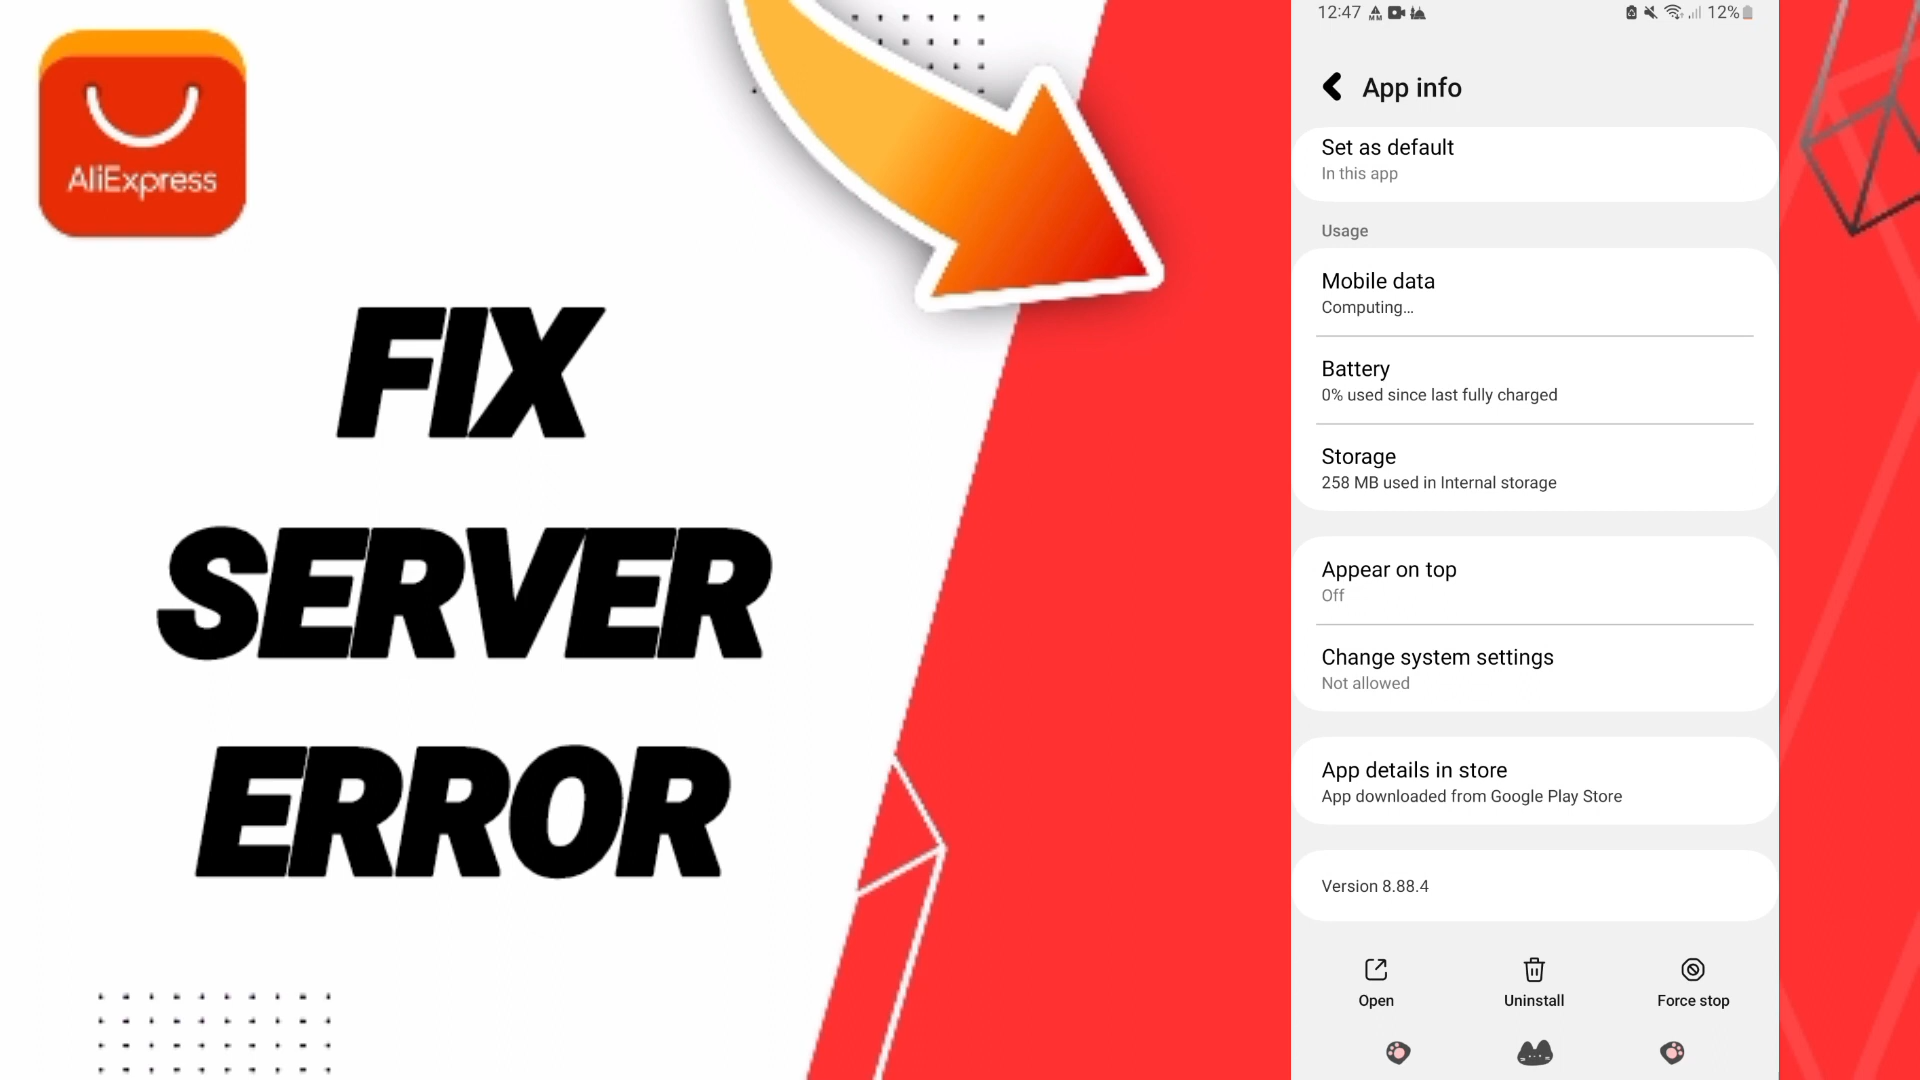 AliExpress
FIX
SERVER
ERROR
12:47
12%
App info
Set as default
In this app
Usage
Mobile data
Computing...
Battery
0% used since last fully charged
Storage
258 MB used in Internal storage
Appear on top
Off
Change system settings
Not allowed
App details in store
App downloaded from Google Play Store
Version 8.88.4
Open Uninstall Force stop